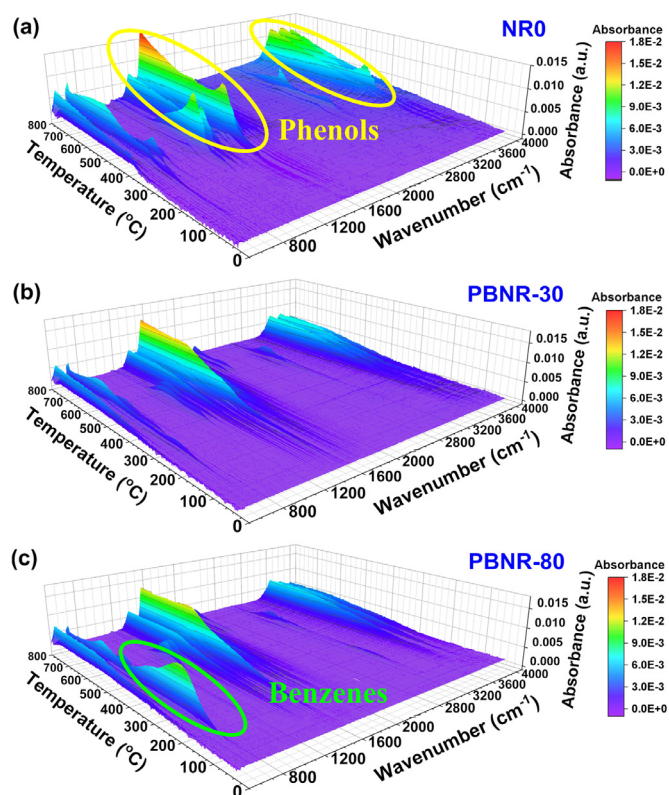 (a)
NR0
Absorbance
1.8E-2
1.5E-2
1.2E-2
9.0E-3
6.0E-3
3.0E-3
0.0E+0
Phenols
0.015
0.010
0.005
0.000
Absorbance (a.u.)
800
700
600
500
400
300
200
100
0
Temperature (ºC)
800
1200
1600
2000
2400
2800
3200
3600
4000
Wavenumber (cm⁻¹)
(b)
PBNR-30
Absorbance
1.8E-2
1.5E-2
1.2E-2
9.0E-3
6.0E-3
3.0E-3
0.0E+0
0.015
0.010
0.005
0.000
Absorbance (a.u.)
800
700
600
500
400
300
200
100
0
Temperature (ºC)
800
1200
1600
2000
2400
2800
3200
3600
4000
Wavenumber (cm⁻¹)
(c)
PBNR-80
Absorbance
1.8E-2
1.5E-2
1.2E-2
9.0E-3
6.0E-3
3.0E-3
0.0E+0
Benzenes
0.015
0.010
0.005
0.000
Absorbance (a.u.)
800
700
600
500
400
300
200
100
0
Temperature (ºC)
800
1200
1600
2000
2400
2800
3200
3600
4000
Wavenumber (cm⁻¹)